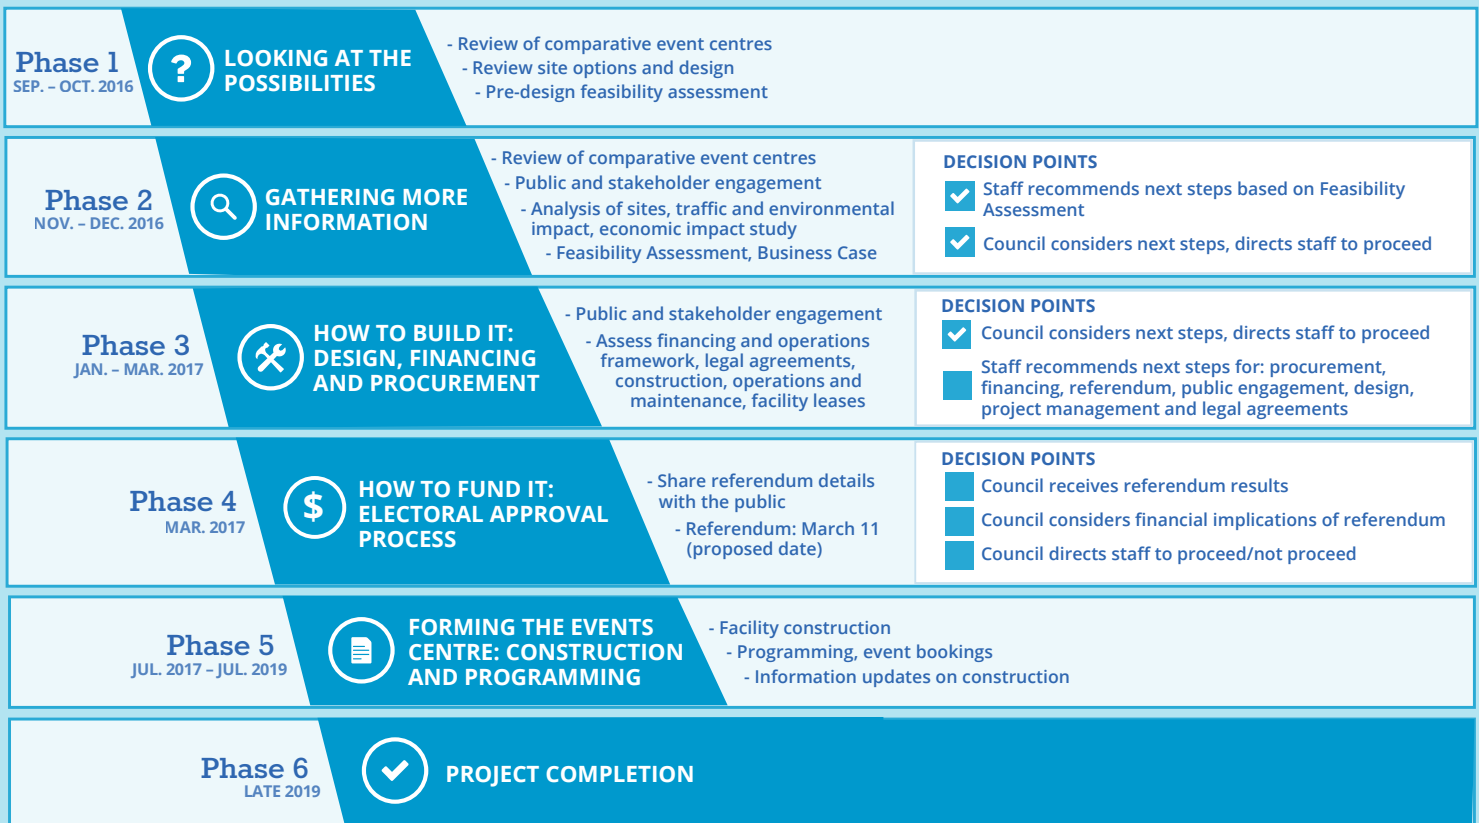 Phase 1
SEP. – OCT. 2016
?
LOOKING AT THE
POSSIBILITIES
- Review of comparative event centres
- Review site options and design
- Pre-design feasibility assessment
Phase 2
NOV. – DEC. 2016
GATHERING MORE
INFORMATION
- Review of comparative event centres
- Public and stakeholder engagement
- Analysis of sites, traffic and environmental
impact, economic impact study
- Feasibility Assessment, Business Case
DECISION POINTS
Staff recommends next steps based on Feasibility
Assessment
Council considers next steps, directs staff to proceed
Phase 3
JAN. – MAR. 2017
HOW TO BUILD IT:
DESIGN, FINANCING
AND PROCUREMENT
- Public and stakeholder engagement
- Assess financing and operations
framework, legal agreements,
construction, operations and
maintenance, facility leases
DECISION POINTS
Council considers next steps, directs staff to proceed
Staff recommends next steps for: procurement,
financing, referendum, public engagement, design,
project management and legal agreements
Phase 4
MAR. 2017
$
HOW TO FUND IT:
ELECTORAL APPROVAL
PROCESS
- Share referendum details
with the public
- Referendum: March 11
(proposed date)
DECISION POINTS
Council receives referendum results
Council considers financial implications of referendum
Council directs staff to proceed/not proceed
Phase 5
JUL. 2017 – JUL. 2019
FORMING THE EVENTS
CENTRE: CONSTRUCTION
AND PROGRAMMING
- Facility construction
- Programming, event bookings
- Information updates on construction
Phase 6
LATE 2019
PROJECT COMPLETION